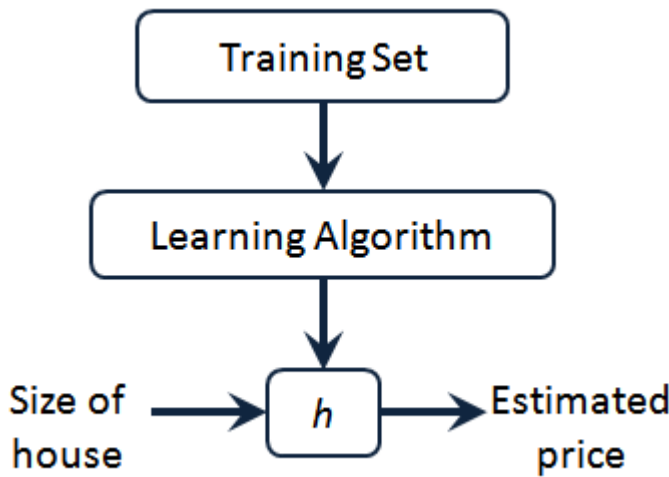 Training Set
Learning Algorithm
Size of
house
h
Estimated
price